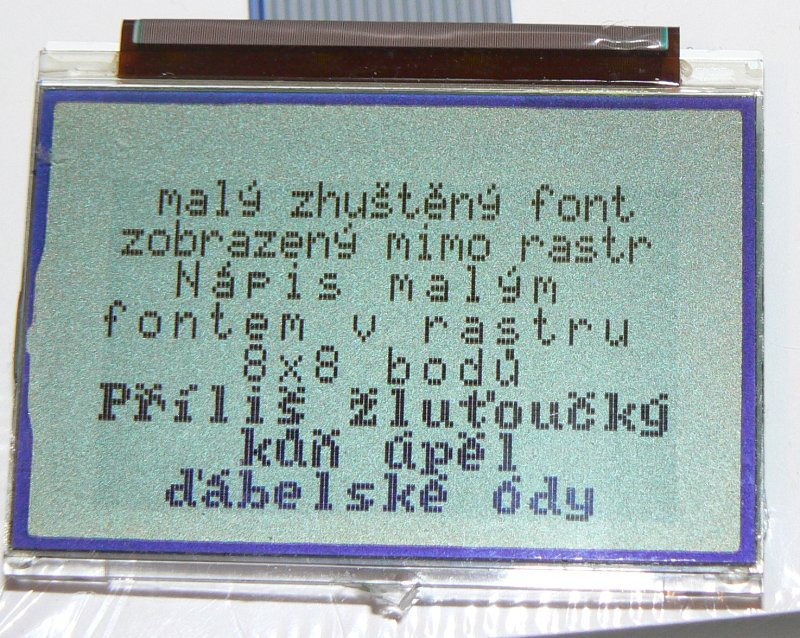 malý zhuštěný font
zobrazený mimo rastr
Nápis malým
fontem v rastru
8x8 bodů
Příliš žluťoučký
kůň úpěl
ďábelské ódy